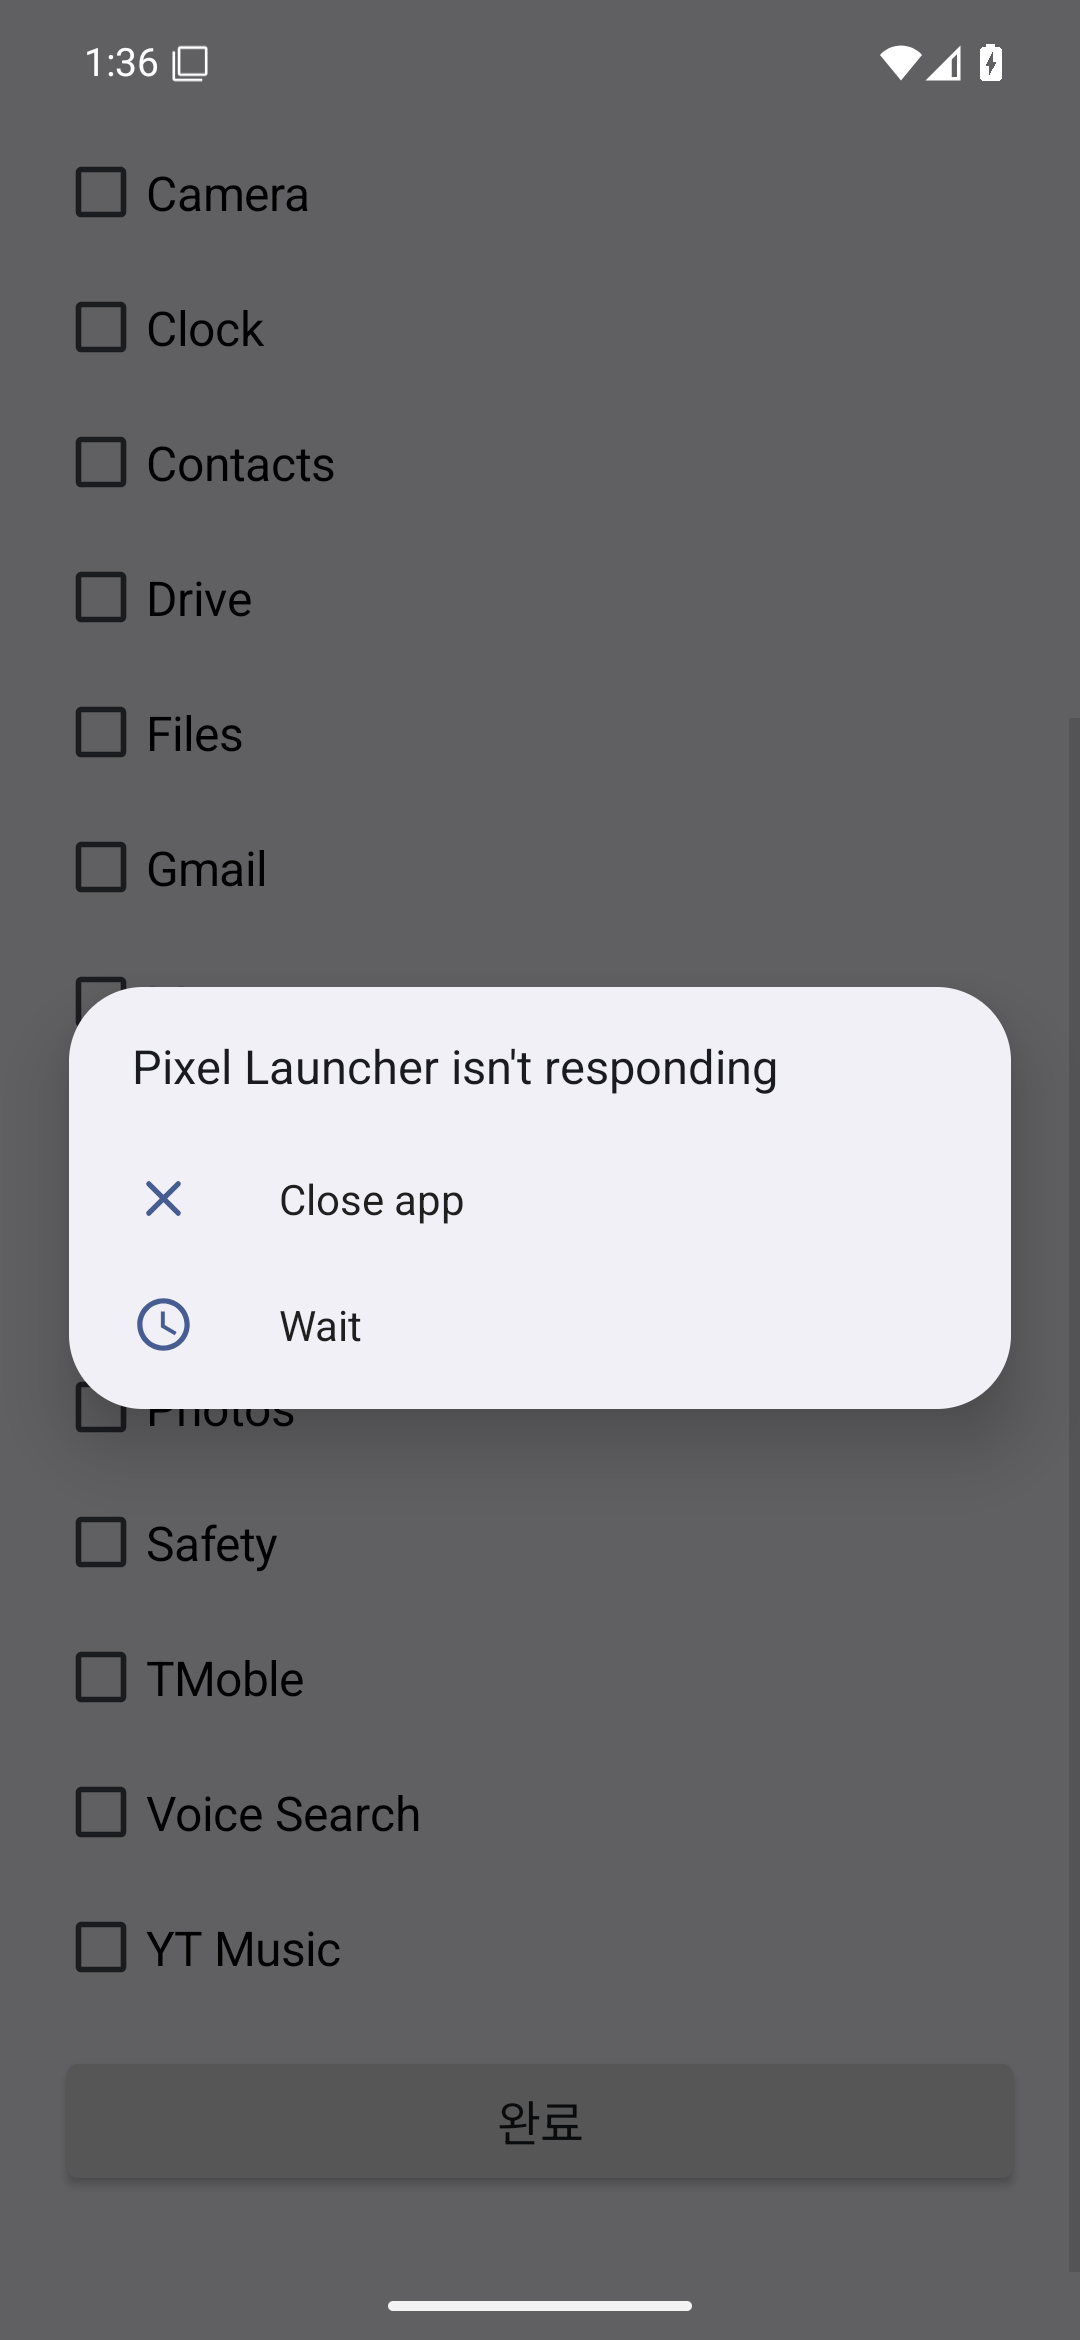 1:36
Camera
Clock
Contacts
Drive
Files
Gmail
Pixel Launcher isn't responding
Close app
Wait
Photos
Safety
TMoble
Voice Search
YT Music
완료